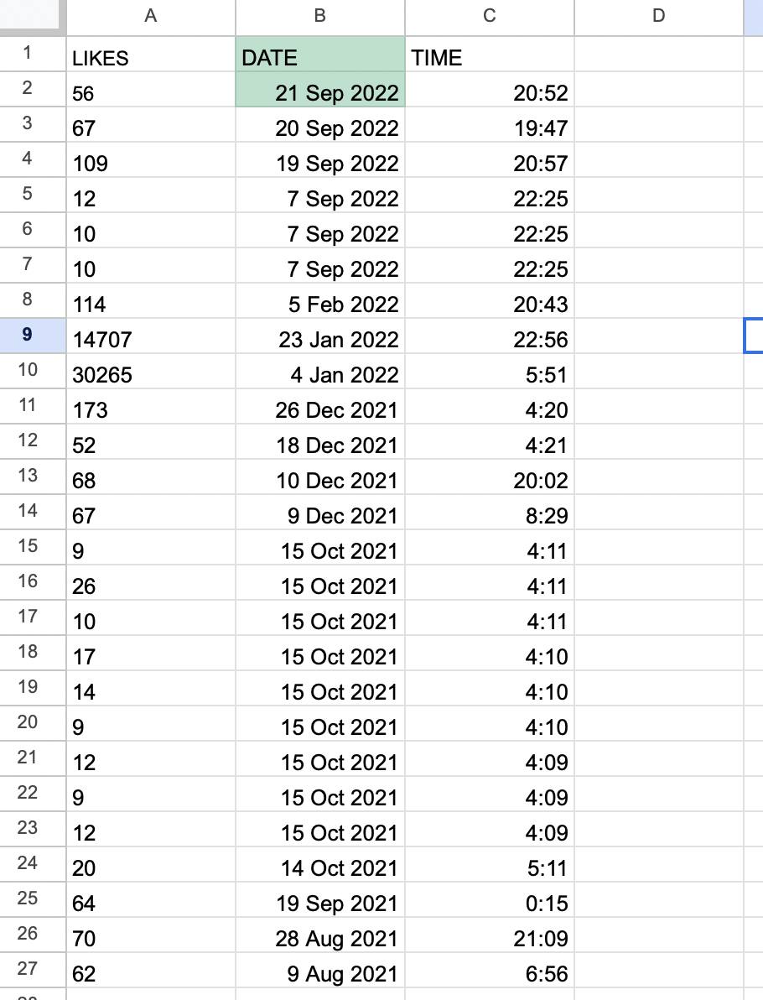 A B C D
1 LIKES DATE TIME
2 56 21 Sep 2022 20:52
3 67 20 Sep 2022 19:47
4 109 19 Sep 2022 20:57
5 12 7 Sep 2022 22:25
6 10 7 Sep 2022 22:25
7 10 7 Sep 2022 22:25
8 114 5 Feb 2022 20:43
9 14707 23 Jan 2022 22:56
10 30265 4 Jan 2022 5:51
11 173 26 Dec 2021 4:20
12 52 18 Dec 2021 4:21
13 68 10 Dec 2021 20:02
14 67 9 Dec 2021 8:29
15 9 15 Oct 2021 4:11
16 26 15 Oct 2021 4:11
17 10 15 Oct 2021 4:11
18 17 15 Oct 2021 4:10
19 14 15 Oct 2021 4:10
20 9 15 Oct 2021 4:10
21 12 15 Oct 2021 4:09
22 9 15 Oct 2021 4:09
23 12 15 Oct 2021 4:09
24 20 14 Oct 2021 5:11
25 64 19 Sep 2021 0:15
26 70 28 Aug 2021 21:09
27 62 9 Aug 2021 6:56